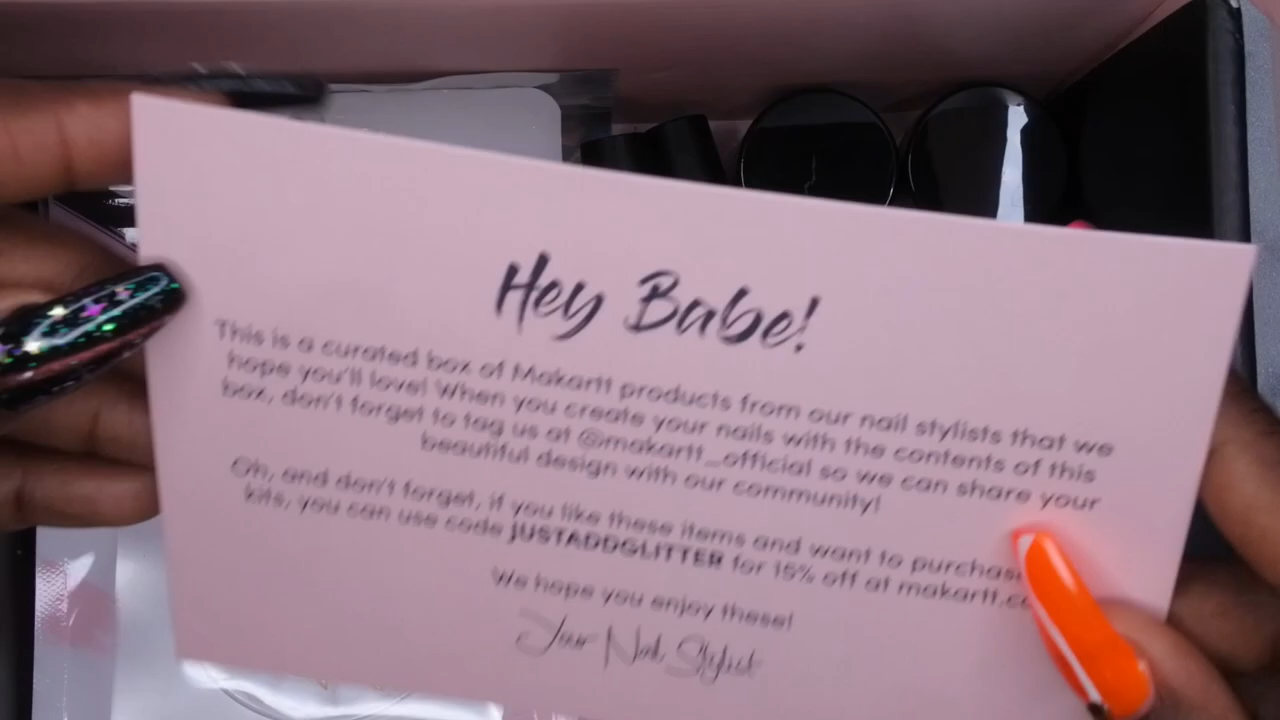 Hey Babe!
This is a curated box of Makartt products from our nail stylists that we
hope you'll love! When you create your nails with the contents of this
box, don't forget to tag us at @makartt_official so we can share your
beautiful design with our community!
Oh, and don't forget, if you like these items and want to purchase
kits, you can use code JUSTADDGLITTER for 15% off at makartt.co
We hope you enjoy these!
Your Nail Stylist